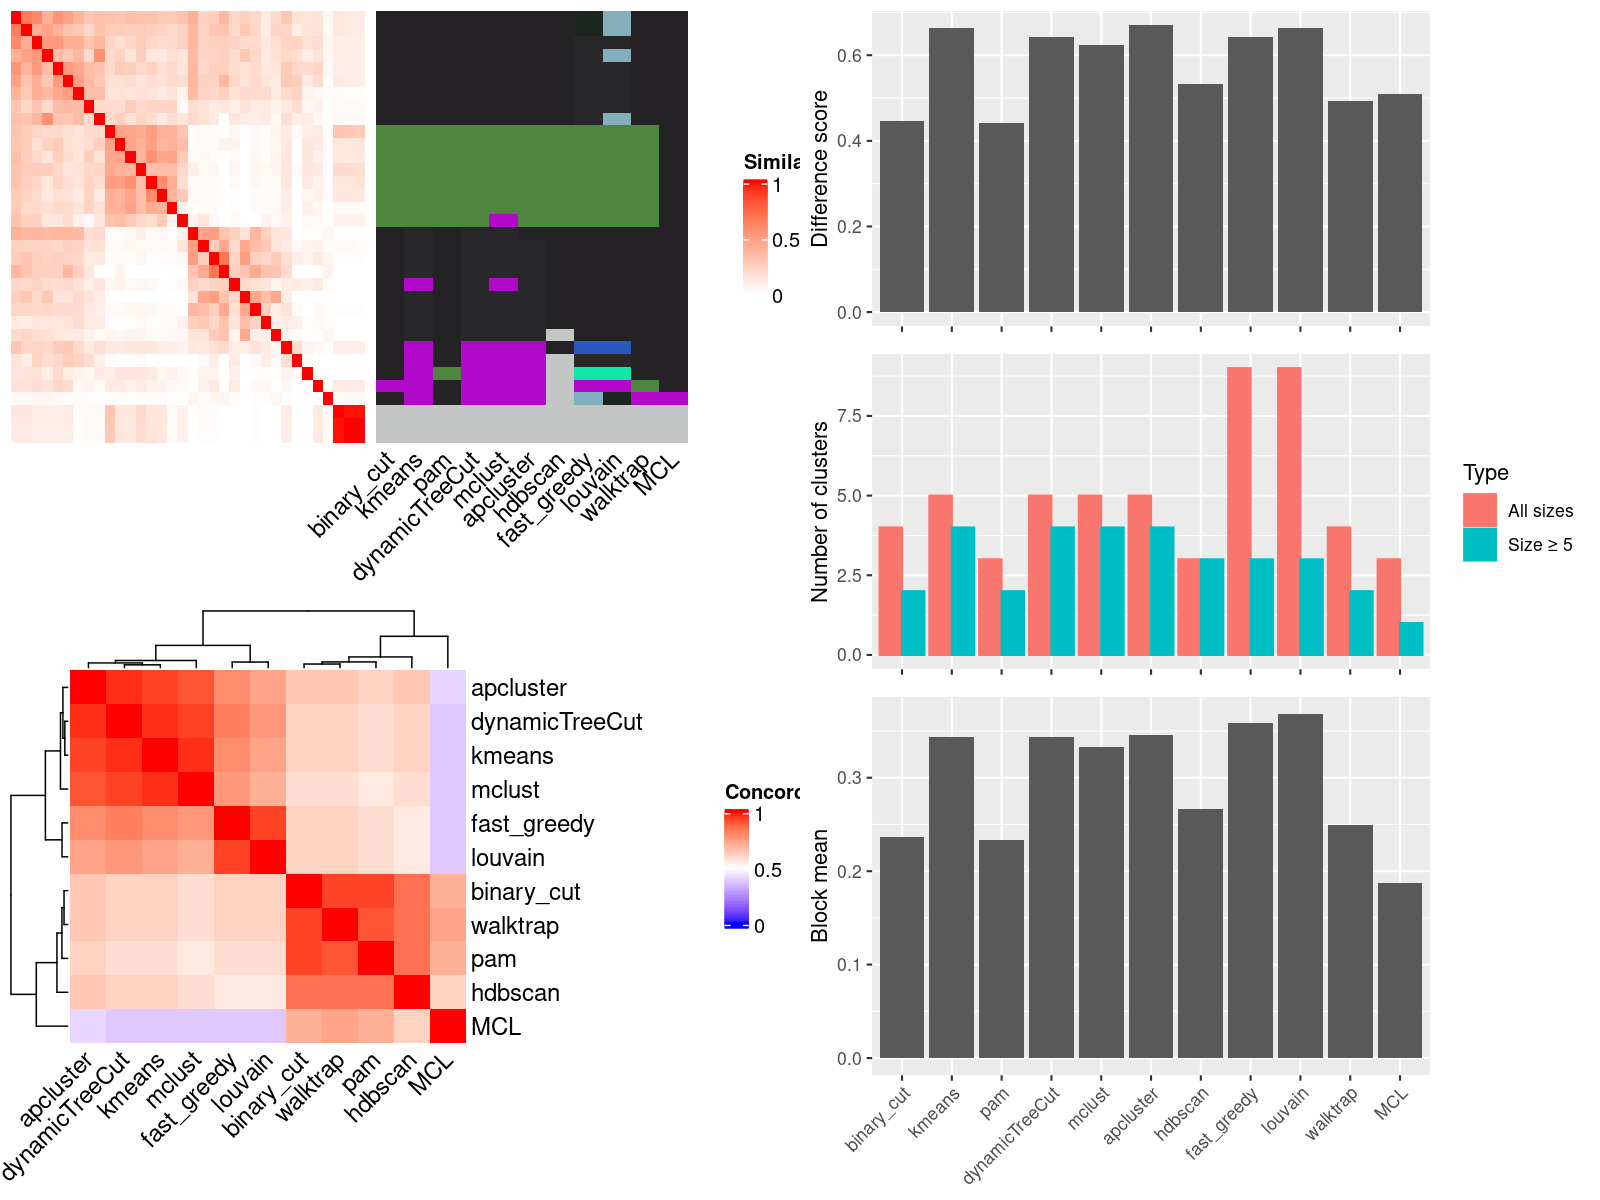 Simila
1
0.5
0
binary_cut
kmeans
pam
dynamicTreeCut
mclust
apcluster
hdbscan
fast_greedy
louvain
walktrap
MCL
apcluster
dynamicTreeCut
kmeans
mclust
fast_greedy
louvain
binary_cut
walktrap
pam
hdbscan
MCL
apcluster
dynamicTreeCut
kmeans
mclust
fast_greedy
louvain
binary_cut
walktrap
pam
hdbscan
MCL
Concord
1
0.5
0
Difference score
0.6
0.4
0.2
0.0
Number of clusters
7.5
5.0
2.5
0.0
Type
All sizes
Size ≥ 5
Block mean
0.3
0.2
0.1
0.0
binary_cut
kmeans
pam
dynamicTreeCut
mclust
apcluster
hdbscan
fast_greedy
louvain
walktrap
MCL